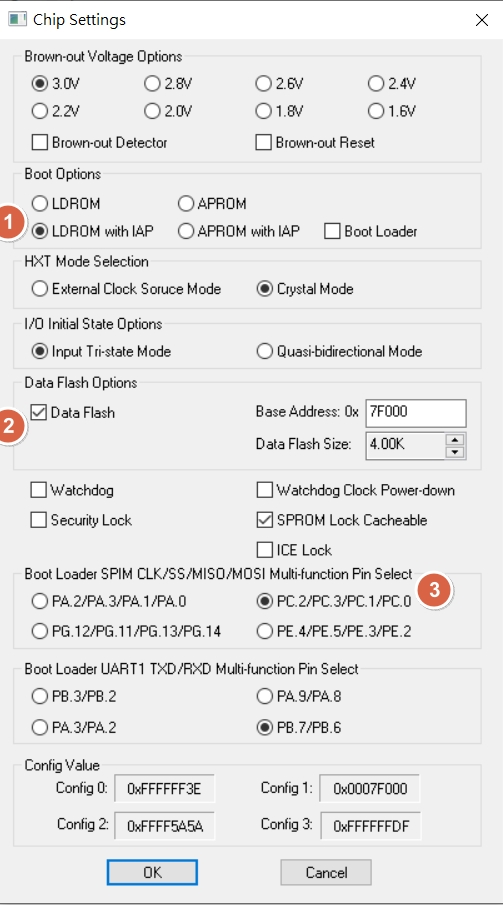 Chip Settings
Brown-out Voltage Options
3.0V 2.8V 2.6V 2.4V
2.2V 2.0V 1.8V 1.6V
Brown-out Detector Brown-out Reset
Boot Options
LDROM APROM
1 LDROM with IAP APROM with IAP Boot Loader
HXT Mode Selection
External Clock Soruce Mode Crystal Mode
I/O Initial State Options
Input Tri-state Mode Quasi-bidirectional Mode
Data Flash Options
2 Data Flash Base Address: 0x 7F000
Data Flash Size: 4.00K
Watchdog Watchdog Clock Power-down
Security Lock SPROM Lock Cacheable
ICE Lock
Boot Loader SPIM CLK/SS/MISO/MOSI Multi-function Pin Select
PA.2/PA.3/PA.1/PA.0 PC.2/PC.3/PC.1/PC.0 3
PG.12/PG.11/PG.13/PG.14 PE.4/PE.5/PE.3/PE.2
Boot Loader UART1 TXD/RXD Multi-function Pin Select
PB.3/PB.2 PA.9/PA.8
PA.3/PA.2 PB.7/PB.6
Config Value
Config 0: 0xFFFFFF3E Config 1: 0x0007F000
Config 2: 0xFFFF5A5A Config 3: 0xFFFFFFDF
OK Cancel